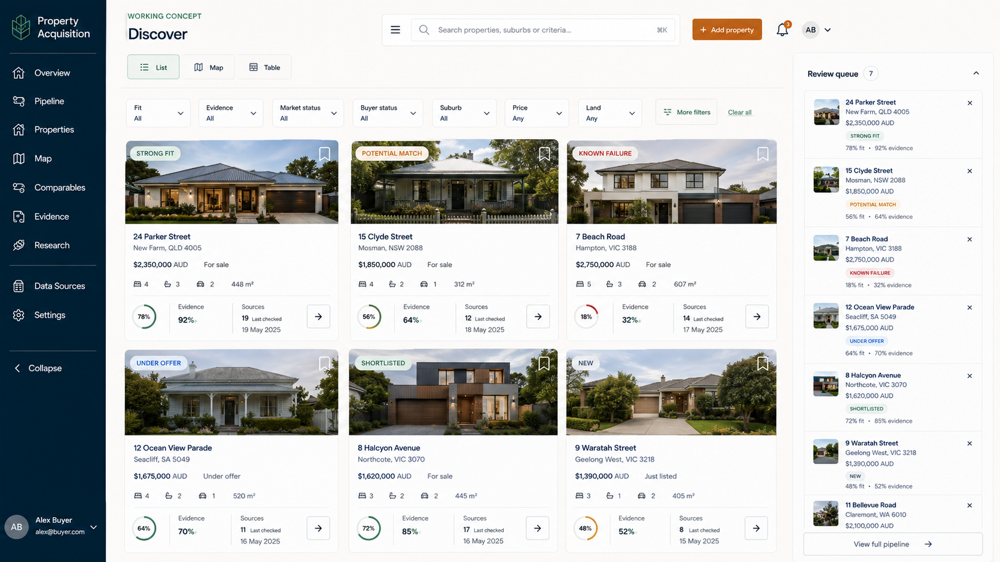 Property
Acquisition
Overview
Pipeline
Properties
Map
Comparables
Evidence
Research
Data Sources
Settings
Collapse
AB
Alex Buyer
alex@buyer.com
WORKING CONCEPT
Discover
Search properties, suburbs or criteria...
⌘K
+ Add property
3
AB
List
Map
Table
Fit
All
Evidence
All
Market status
All
Buyer status
All
Suburb
All
Price
Any
Land
Any
More filters
Clear all
STRONG FIT
24 Parker Street
New Farm, QLD 4005
$2,350,000 AUD For sale
4 3 2 448 m²
78%
Evidence
92%
Sources
19 Last checked
19 May 2025
POTENTIAL MATCH
15 Clyde Street
Mosman, NSW 2088
$1,850,000 AUD For sale
4 2 1 312 m²
56%
Evidence
64%
Sources
12 Last checked
18 May 2025
KNOWN FAILURE
7 Beach Road
Hampton, VIC 3188
$2,750,000 AUD For sale
5 3 2 607 m²
18%
Evidence
32%
Sources
14 Last checked
17 May 2025
UNDER OFFER
12 Ocean View Parade
Seacliff, SA 5049
$1,675,000 AUD Under offer
4 2 1 520 m²
64%
Evidence
70%
Sources
11 Last checked
16 May 2025
SHORTLISTED
8 Halcyon Avenue
Northcote, VIC 3070
$1,620,000 AUD For sale
3 2 2 445 m²
72%
Evidence
85%
Sources
17 Last checked
16 May 2025
NEW
9 Waratah Street
Geelong West, VIC 3218
$1,390,000 AUD Just listed
3 1 2 405 m²
48%
Evidence
52%
Sources
8 Last checked
15 May 2025
Review queue 7
24 Parker Street
New Farm, QLD 4005
$2,350,000 AUD
STRONG FIT
78% fit • 92% evidence
15 Clyde Street
Mosman, NSW 2088
$1,850,000 AUD
POTENTIAL MATCH
56% fit • 64% evidence
7 Beach Road
Hampton, VIC 3188
$2,750,000 AUD
KNOWN FAILURE
18% fit • 32% evidence
12 Ocean View Parade
Seacliff, SA 5049
$1,675,000 AUD
UNDER OFFER
64% fit • 70% evidence
8 Halcyon Avenue
Northcote, VIC 3070
$1,620,000 AUD
SHORTLISTED
72% fit • 85% evidence
9 Waratah Street
Geelong West, VIC 3218
$1,390,000 AUD
NEW
48% fit • 52% evidence
11 Bellevue Road
Claremont, WA 6010
$2,100,000 AUD
View full pipeline